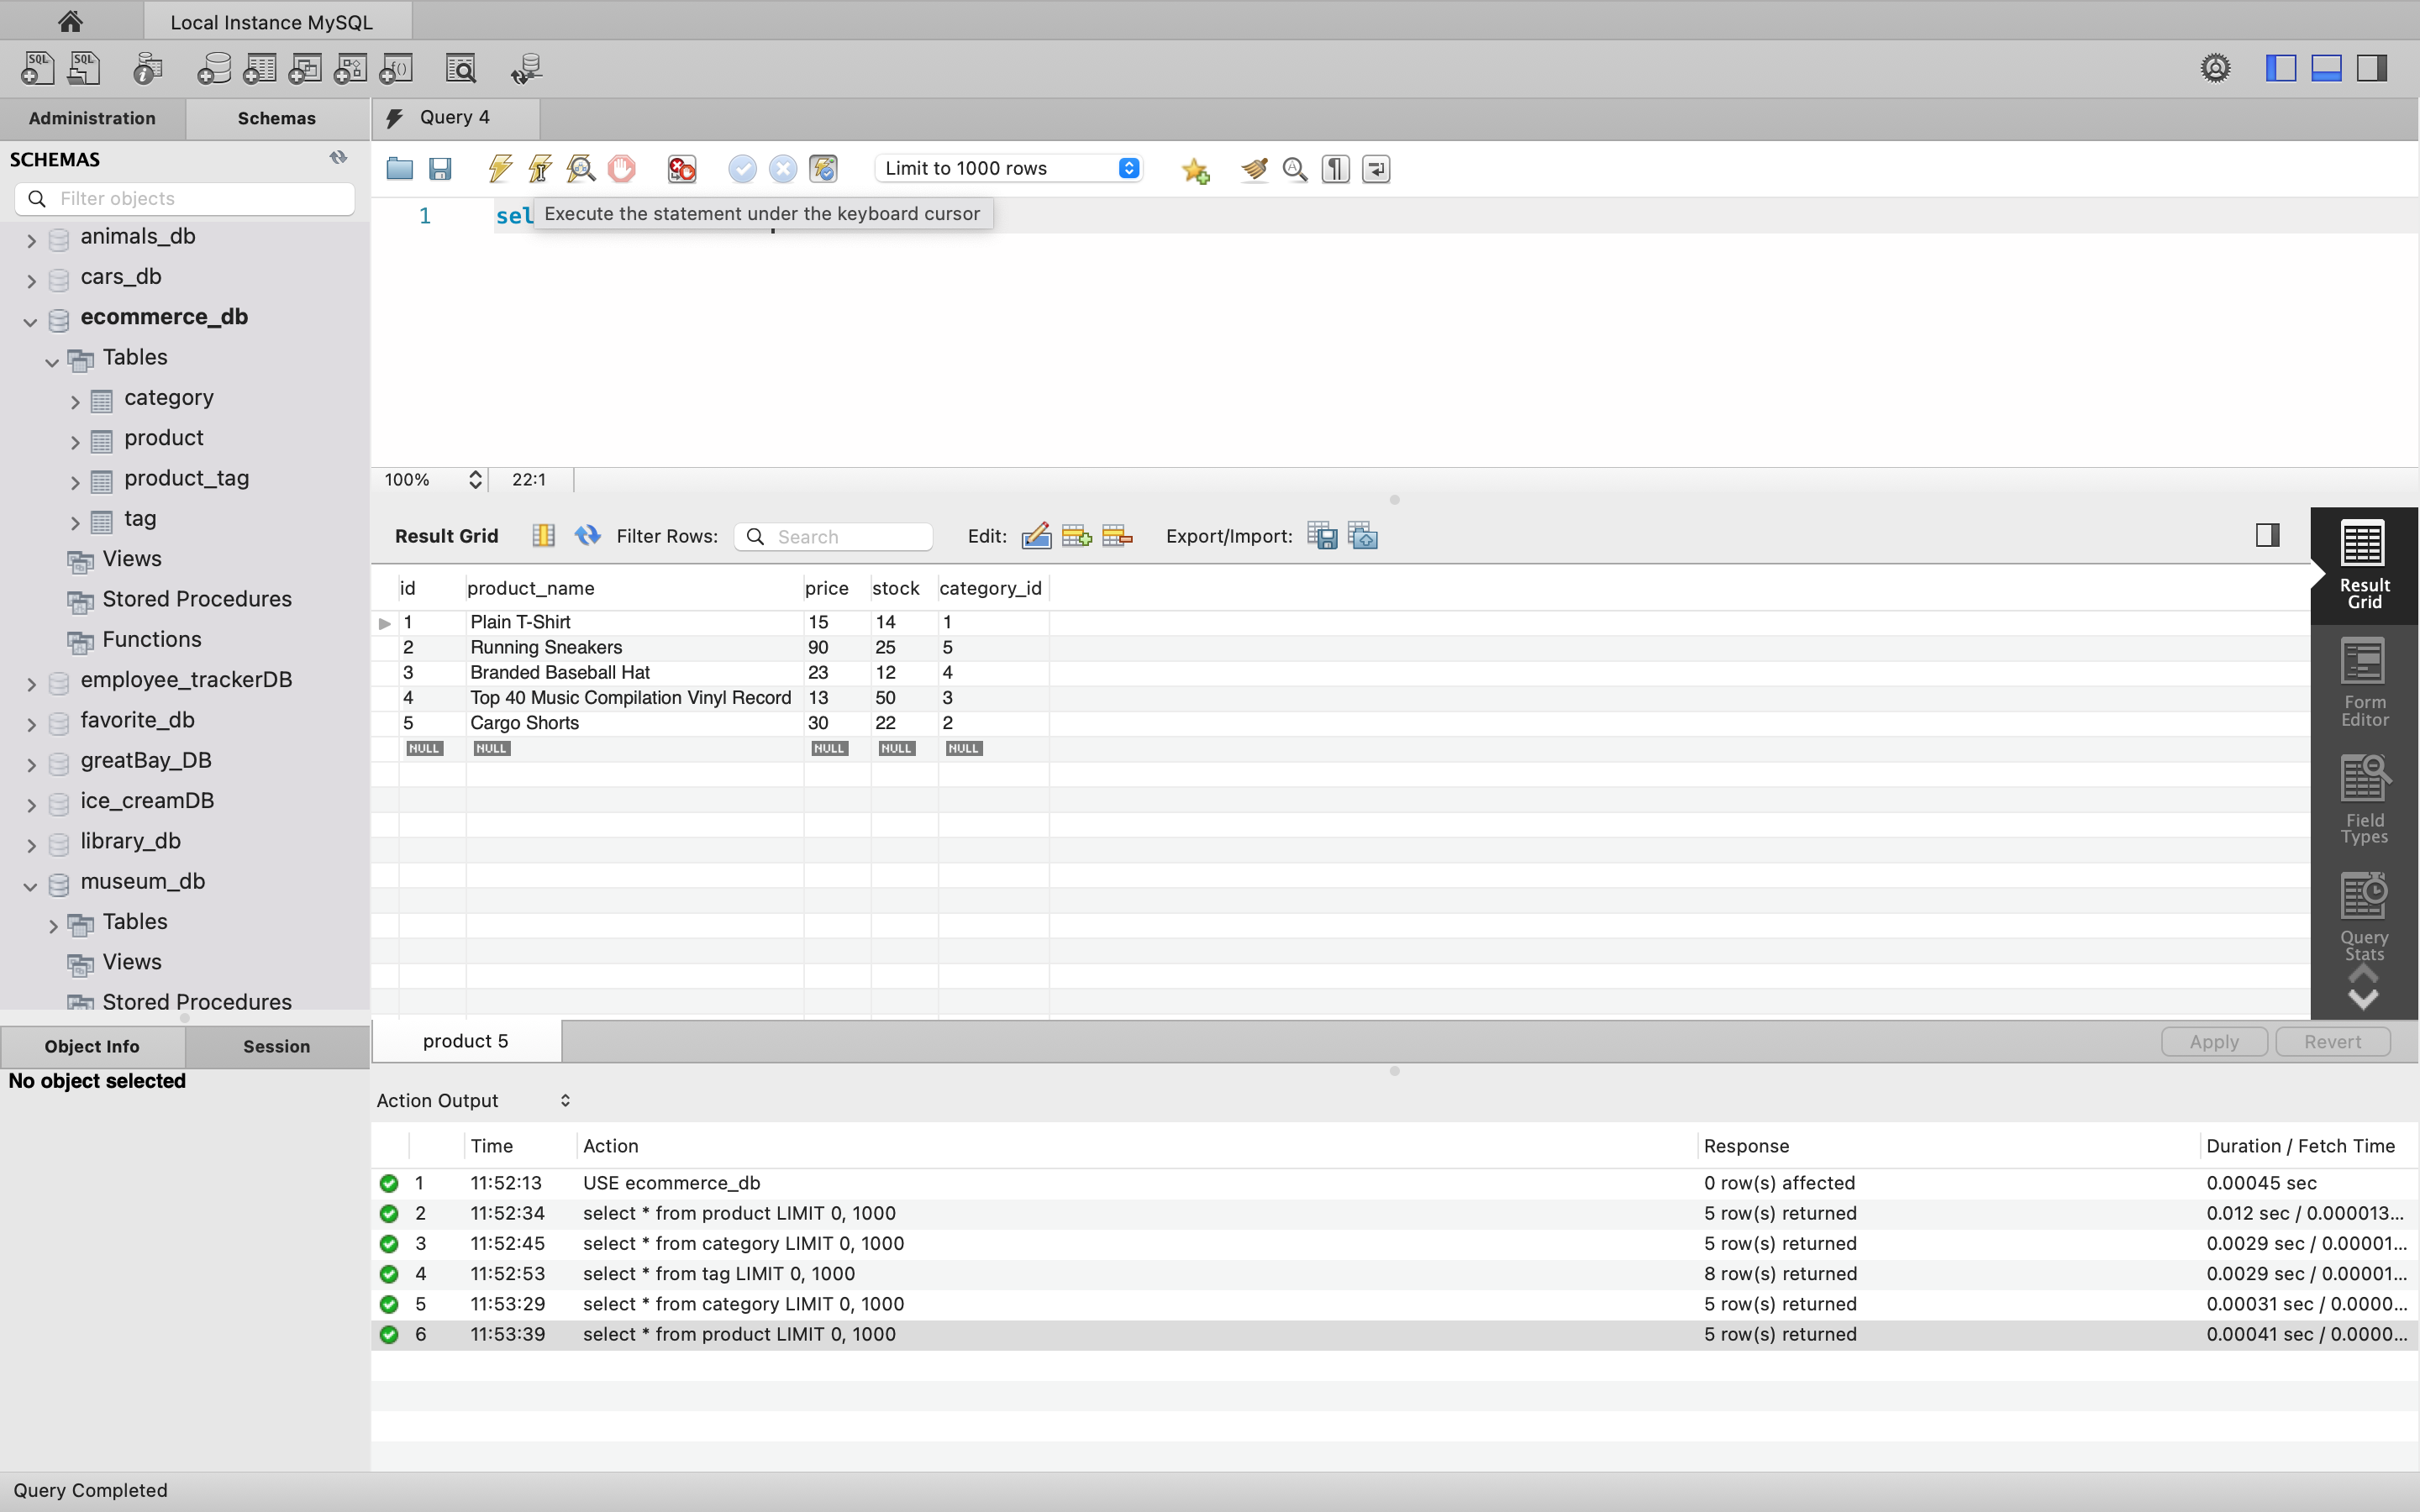 Local Instance MySQL
Administration Schemas
Query 4
SCHEMAS
Filter objects
Limit to 1000 rows
1 sel
Execute the statement under the keyboard cursor
animals_db
cars_db
ecommerce_db
Tables
category
product
product_tag
tag
Views
Stored Procedures
Functions
employee_trackerDB
favorite_db
greatBay_DB
ice_creamDB
library_db
museum_db
Tables
Views
Stored Procedures
Object Info Session
No object selected
100% 22:1
Result Grid Filter Rows: Search Edit: Export/Import:
id product_name price stock category_id
1 Plain T-Shirt 15 14 1
2 Running Sneakers 90 25 5
3 Branded Baseball Hat 23 12 4
4 Top 40 Music Compilation Vinyl Record 13 50 3
5 Cargo Shorts 30 22 2
NULL NULL NULL NULL NULL
Result
Grid
Form
Editor
Field
Types
Query
Stats
product 5
Apply Revert
Action Output
Time Action Response Duration / Fetch Time
1 11:52:13 USE ecommerce_db 0 row(s) affected 0.00045 sec
2 11:52:34 select * from product LIMIT 0, 1000 5 row(s) returned 0.012 sec / 0.000013...
3 11:52:45 select * from category LIMIT 0, 1000 5 row(s) returned 0.0029 sec / 0.00001...
4 11:52:53 select * from tag LIMIT 0, 1000 8 row(s) returned 0.0029 sec / 0.00001...
5 11:53:29 select * from category LIMIT 0, 1000 5 row(s) returned 0.00031 sec / 0.0000...
6 11:53:39 select * from product LIMIT 0, 1000 5 row(s) returned 0.00041 sec / 0.0000...
Query Completed